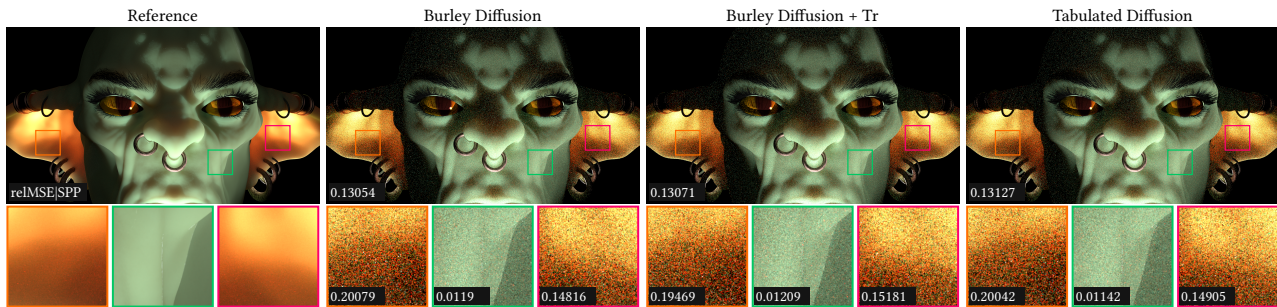 Reference
Burley Diffusion
Burley Diffusion + Tr
Tabulated Diffusion
relMSE|SPP
0.13054
0.13071
0.13127
0.20079
0.0119
0.14816
0.19469
0.01209
0.15181
0.20042
0.01142
0.14905